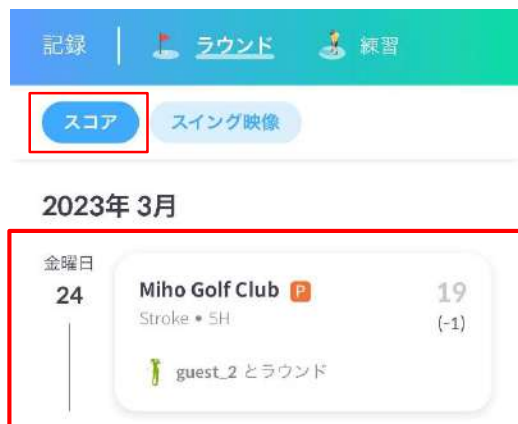 記録 ラウンド 練習
スコア スイング映像
2023年 3月
金曜日
24 Miho Golf Club P 19
Stroke • 5H (-1)
guest_2 とラウンド